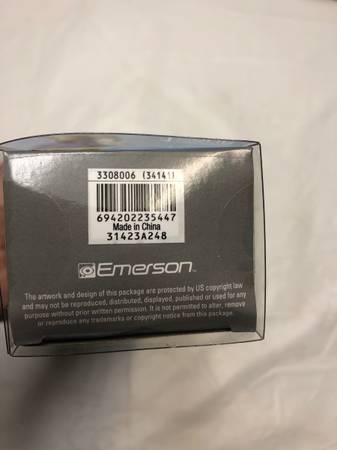 3308006 (34141)
694202235447
Made in China
31423A248
Emerson™
The artwork and design of this package are protected by US copyright law
and may not be reproduced, distributed, displayed, published or used for any
purpose without prior written permission. It is not permitted to alter, remove
or reproduce any trademarks or copyright notice from this package.